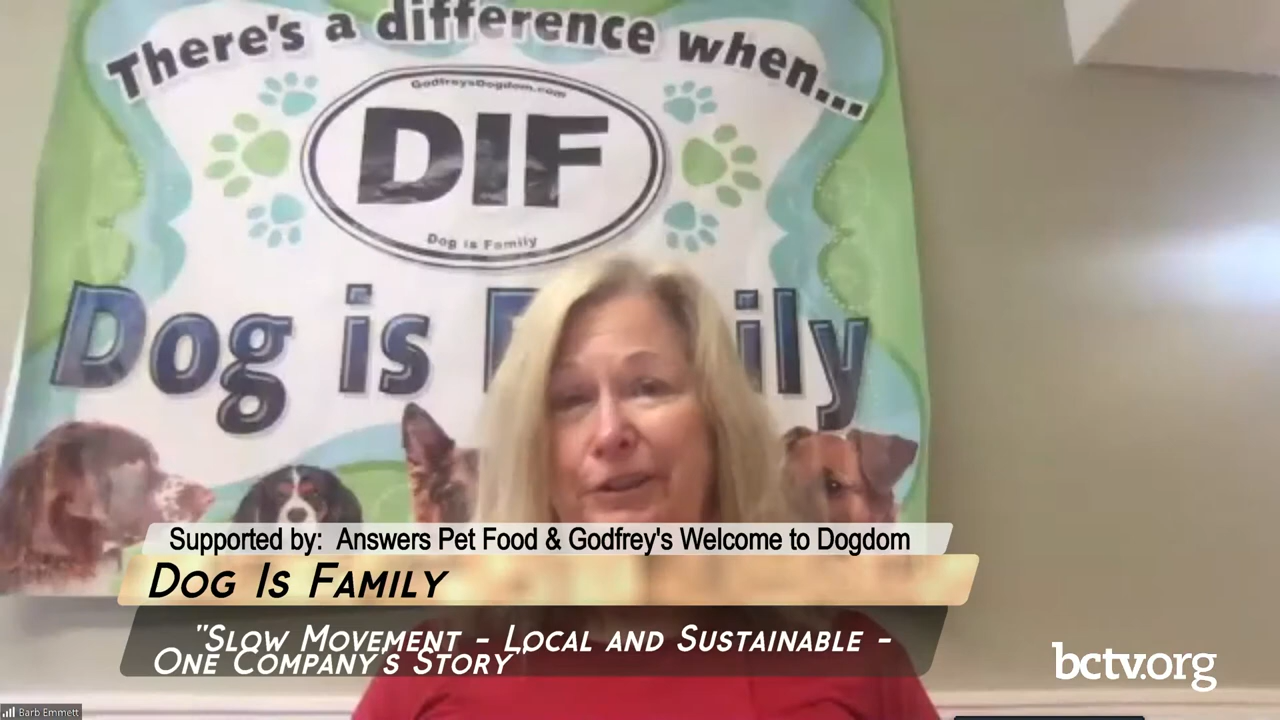 There's a difference when...
GodfreysDogdom.com
DIF
Dog is Family
Dog is F ily
Supported by: Answers Pet Food & Godfrey's Welcome to Dogdom
Dog Is Family
"Slow Movement - Local and Sustainable -
One Company's Story"
bctv.org
Barb Emmett